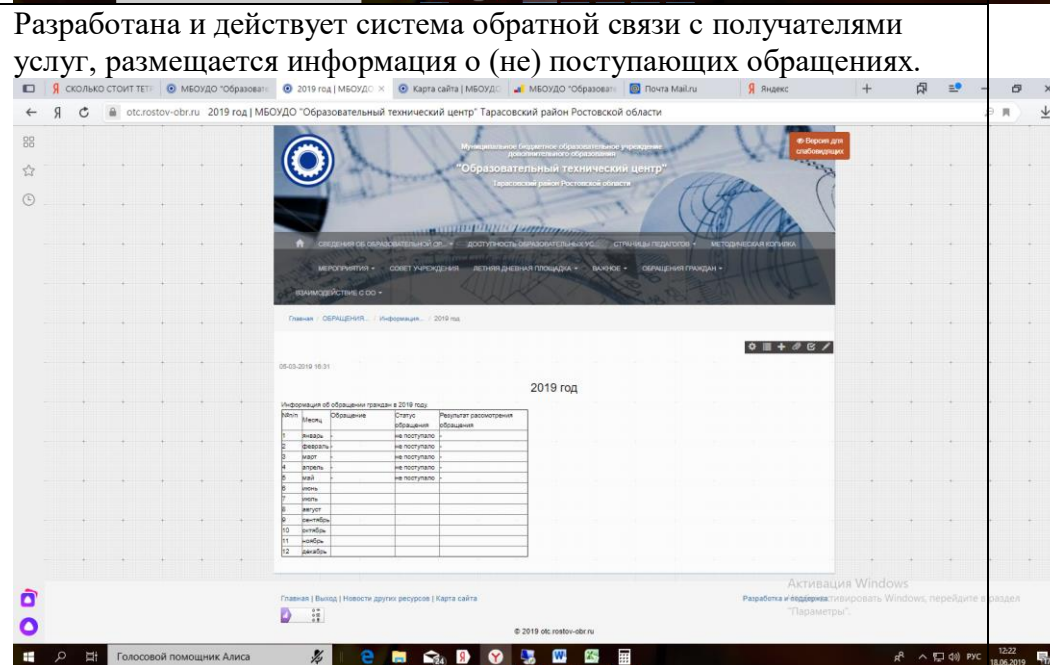 Разработана и действует система обратной связи с получателями
услуг, размещается информация о (не) поступающих обращениях.
Я СКОЛЬКО СТОИТ ТЕТР МБОУДО "Образовате 2019 год | МБОУДО Карта сайта | МБОУДО МБОУДО "Образовате Почта Mail.ru Я Яндекс
otc.rostov-obr.ru 2019 год | МБОУДО "Образовательный технический центр" Тарасовский район Ростовской области
Муниципальное бюджетное образовательное учреждение
дополнительного образования
"Образовательный технический центр"
Тарасовский район Ростовской области
Версия для
слабовидящих
СВЕДЕНИЯ ОБ ОБРАЗОВАТЕЛЬНОЙ ОР... ДОСТУПНОСТЬ ОБРАЗОВАТЕЛЬНЫХ УС... СТРАНИЦЫ ПЕДАГОГОВ МЕТОДИЧЕСКАЯ КОПИЛКА
МЕРОПРИЯТИЯ СОВЕТ УЧРЕЖДЕНИЯ ЛЕТНЯЯ ДНЕВНАЯ ПЛОЩАДКА ВАЖНОЕ ОБРАЩЕНИЯ ГРАЖДАН
ВЗАИМОДЕЙСТВИЕ С ОО
Главная / ОБРАЩЕНИЯ... / Информация... / 2019 год
05-03-2019 16:31
2019 год
Информация об обращении граждан в 2019 году.
№п/п Месяц Обращение Статус обращения Результат рассмотрения обращения
1 январь - не поступало -
2 февраль - не поступало -
3 март - не поступало -
4 апрель - не поступало -
5 май - не поступало -
6 июнь
7 июль
8 август
9 сентябрь
10 октябрь
11 ноябрь
12 декабрь
Активация Windows
Главная | Выход | Новости других ресурсов | Карта сайта
Разработка и поддержка:
активировать Windows, перейдите в раздел
"Параметры".
© 2019 otc.rostov-obr.ru
Голосовой помощник Алиса
РУС
12:22
18.06.2019